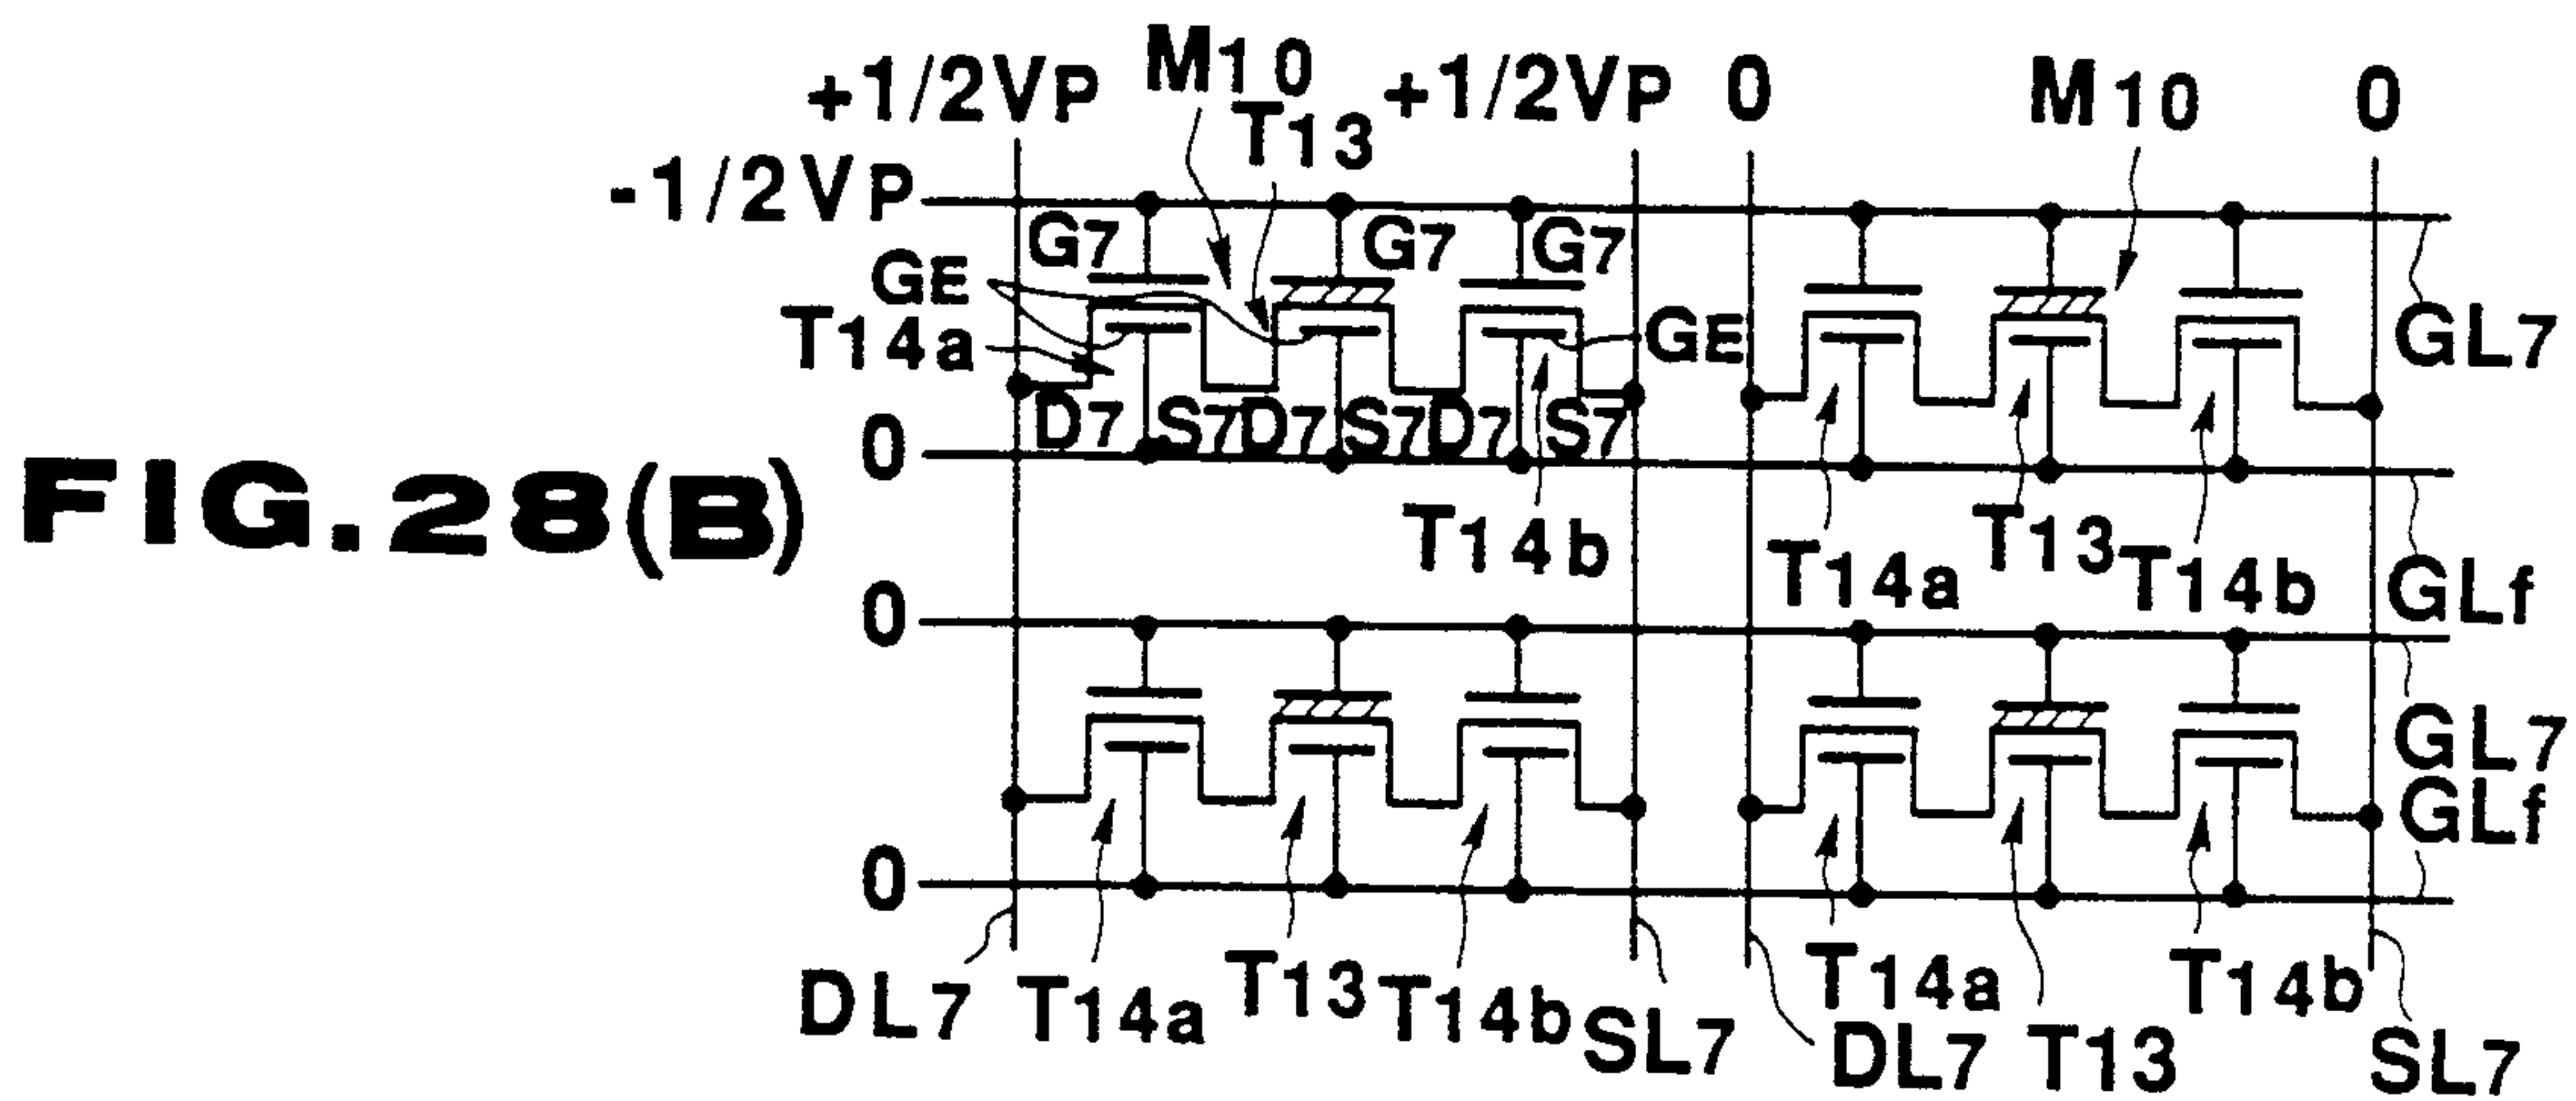 +1/2VP M10 +1/2VP 0 M10 0
T13
-1/2VP
G7 G7 G7
GE
T14a GE GL7
D7 S7 D7 S7 D7 S7
0
FIG.28(B)
T14b T14a T13 T14b GLf
0
GL7
GLf
0
DL7 T14a T13 T14b SL7 T14a T14b
DL7 T13 SL7